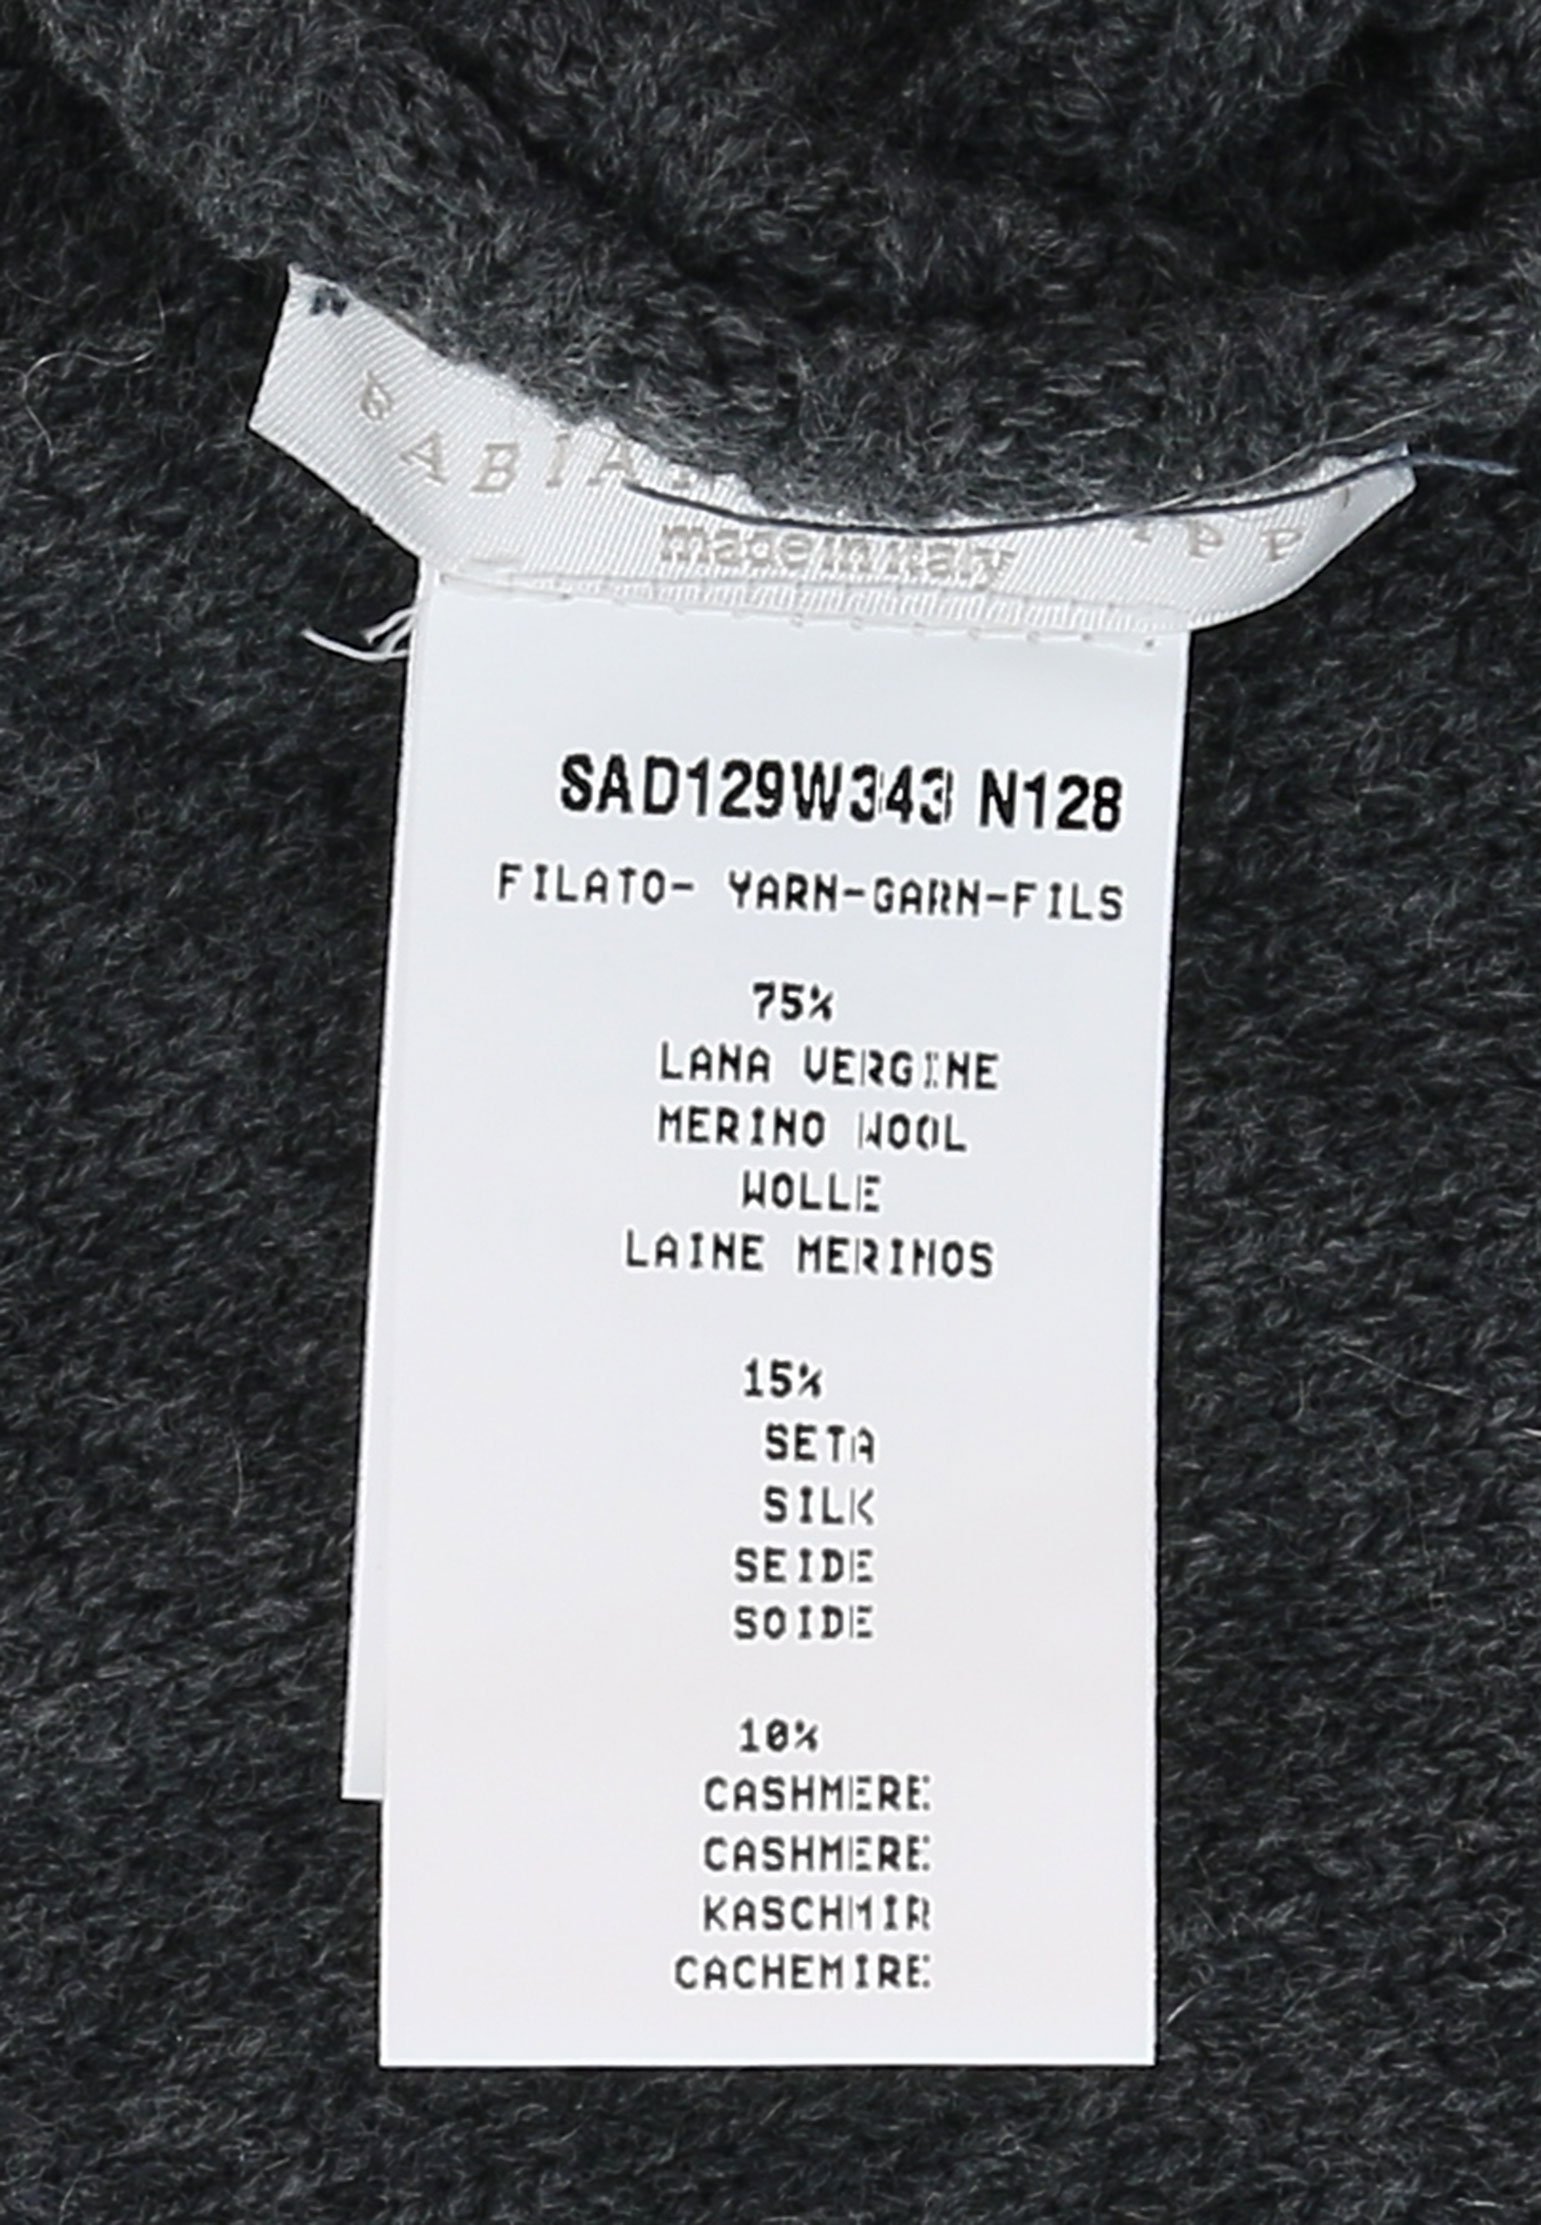 made in italy
SAD129W343 N128
FILATO- YARN-GARN-FILS
75%
LANA VERGINE
MERINO WOOL
WOLLE
LAINE MERINOS
15%
SETA
SILK
SEIDE
SOIDE
10%
CASHMERE
CASHMERE
KASCHMIR
CACHEMIRE